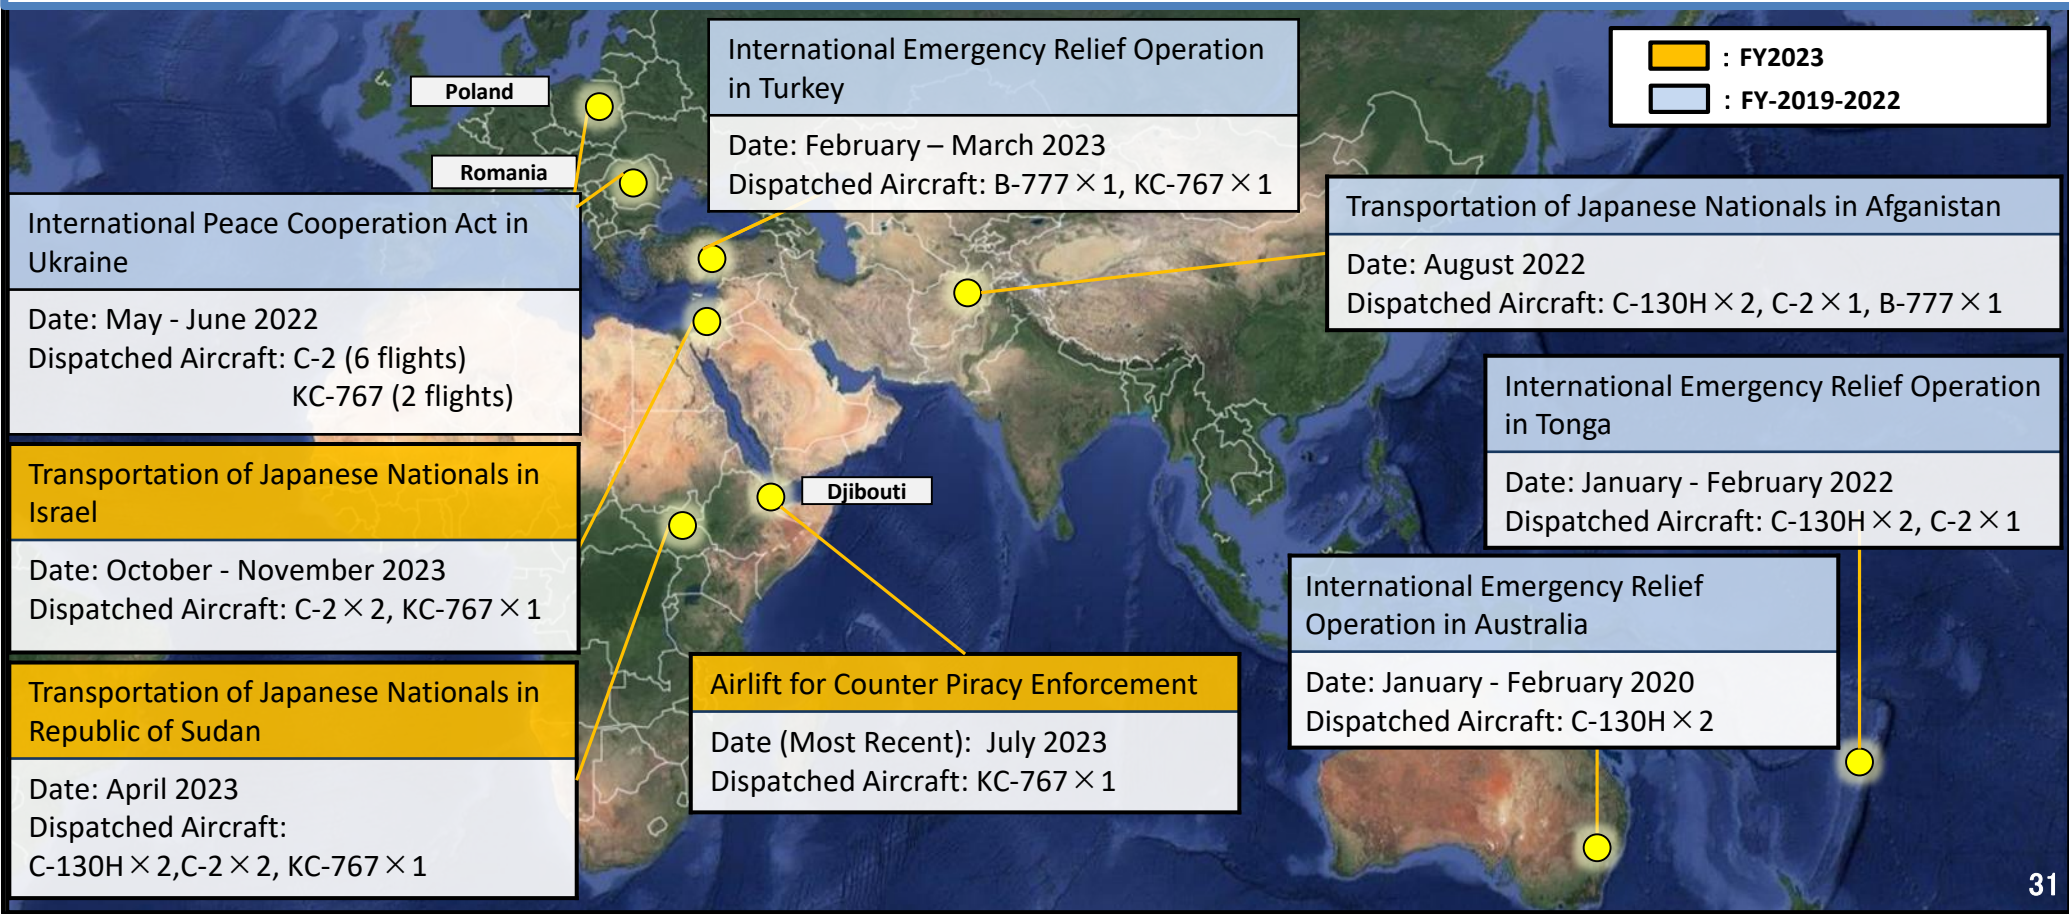 : FY2023
: FY-2019-2022
Poland
Romania
International Emergency Relief Operation
in Turkey
Date: February – March 2023
Dispatched Aircraft: B-777×1, KC-767×1
International Peace Cooperation Act in
Ukraine
Date: May - June 2022
Dispatched Aircraft: C-2 (6 flights)
KC-767 (2 flights)
Transportation of Japanese Nationals in Afganistan
Date: August 2022
Dispatched Aircraft: C-130H×2, C-2×1, B-777×1
International Emergency Relief Operation
in Tonga
Date: January - February 2022
Dispatched Aircraft: C-130H×2, C-2×1
Transportation of Japanese Nationals in
Israel
Date: October - November 2023
Dispatched Aircraft: C-2×2, KC-767×1
Djibouti
International Emergency Relief
Operation in Australia
Date: January - February 2020
Dispatched Aircraft: C-130H×2
Transportation of Japanese Nationals in
Republic of Sudan
Date: April 2023
Dispatched Aircraft:
C-130H×2,C-2×2, KC-767×1
Airlift for Counter Piracy Enforcement
Date (Most Recent):  July 2023
Dispatched Aircraft: KC-767×1
31